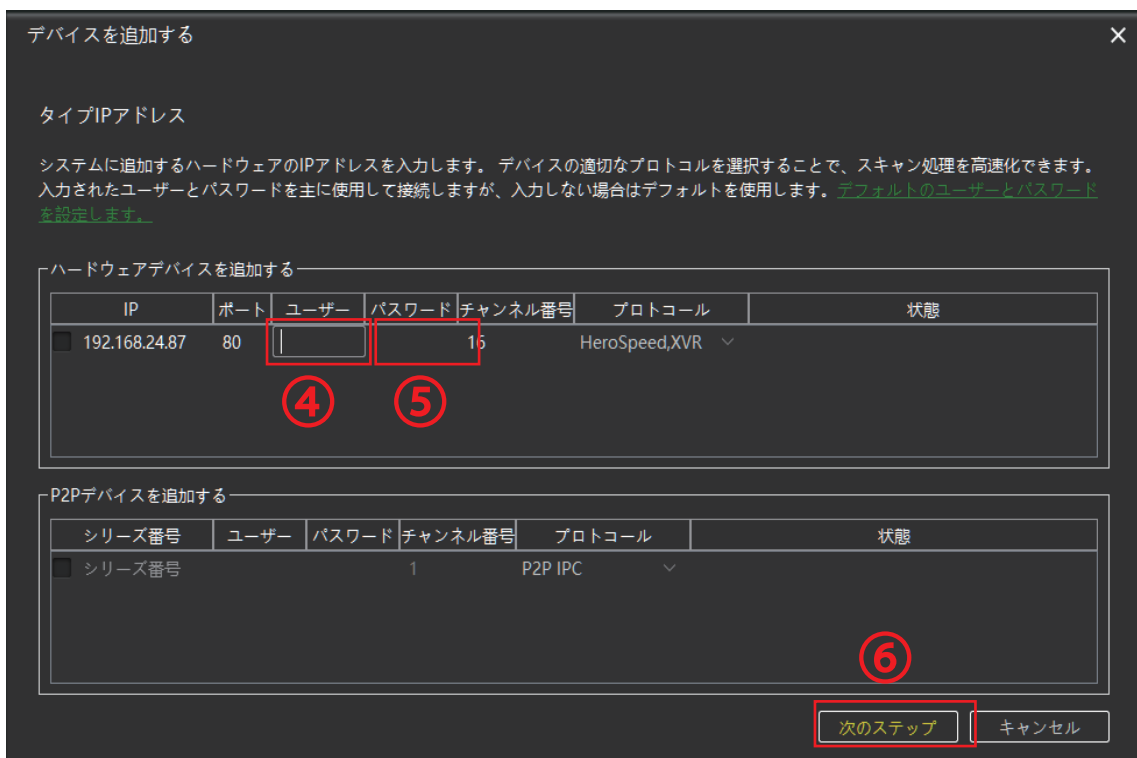 デバイスを追加する
タイプIPアドレス
システムに追加するハードウェアのIPアドレスを入力します。 デバイスの適切なプロトコルを選択することで、スキャン処理を高速化できます。
入力されたユーザーとパスワードを主に使用して接続しますが、入力しない場合はデフォルトを使用します。デフォルトのユーザーとパスワード
を設定します。
ハードウェアデバイスを追加する
IP ポート ユーザー パスワード チャンネル番号 プロトコール 状態
192.168.24.87 80 16 HeroSpeed,XVR
④ ⑤
P2Pデバイスを追加する
シリーズ番号 ユーザー パスワード チャンネル番号 プロトコール 状態
シリーズ番号 1 P2P IPC
⑥
次のステップ キャンセル